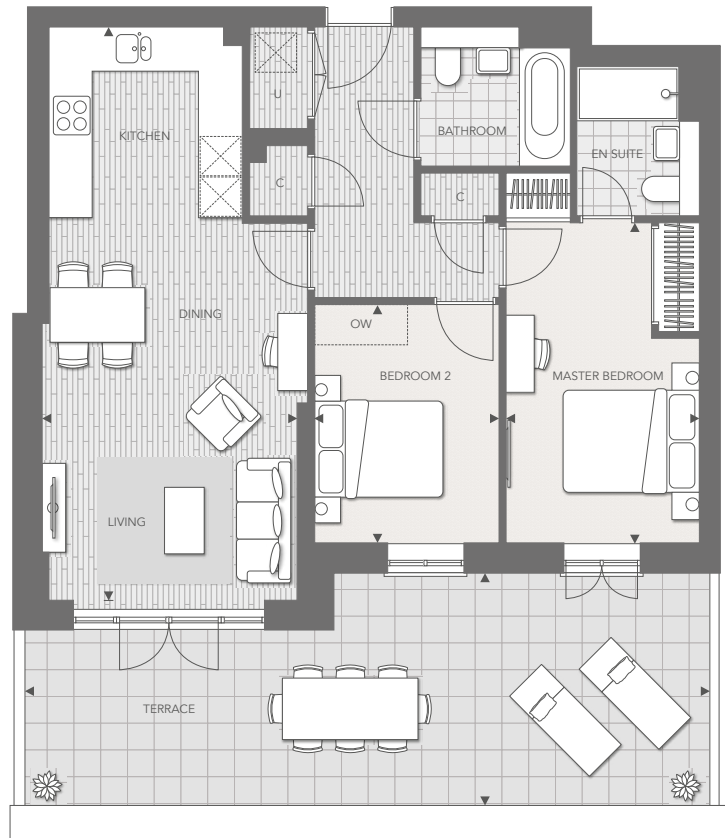 U
KITCHEN
BATHROOM
EN SUITE
C
C
DINING
OW
BEDROOM 2
MASTER BEDROOM
LIVING
TERRACE